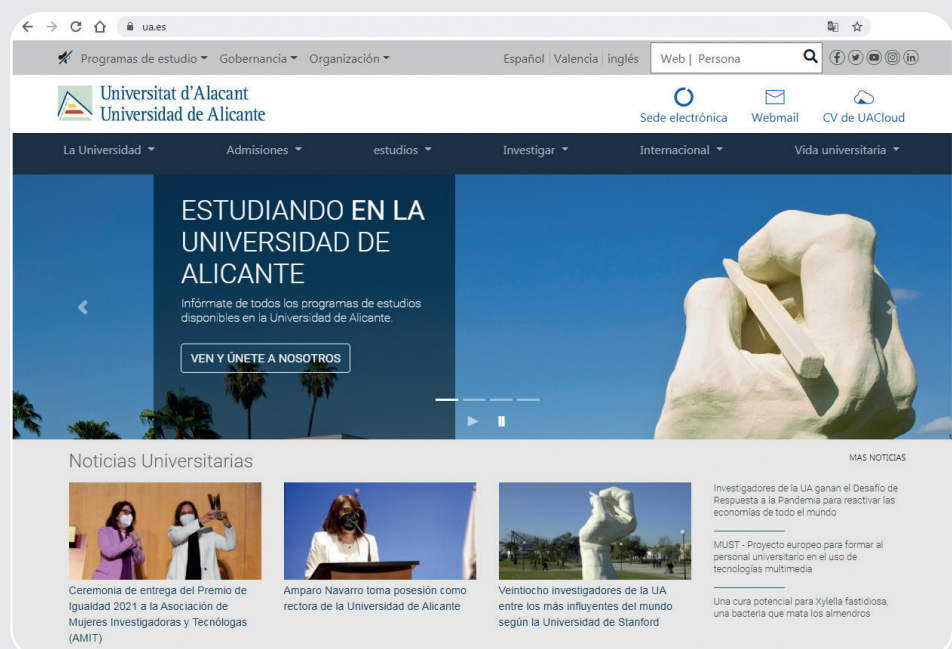 ua.es
Programas de estudio Gobernancia Organización Español Valencia inglés Web | Persona
Universitat d'Alacant
Universidad de Alicante
Sede electrónica Webmail CV de UACloud
La Universidad Admisiones estudios Investigar Internacional Vida universitaria
ESTUDIANDO EN LA
UNIVERSIDAD DE
ALICANTE
Infórmate de todos los programas de estudios
disponibles en la Universidad de Alicante.
VEN Y ÚNETE A NOSOTROS
Noticias Universitarias
MAS NOTICIAS
Ceremonia de entrega del Premio de
Igualdad 2021 a la Asociación de
Mujeres Investigadoras y Tecnólogas
(AMIT)
Amparo Navarro toma posesión como
rectora de la Universidad de Alicante
Veintiocho investigadores de la UA
entre los más influyentes del mundo
según la Universidad de Stanford
Investigadores de la UA ganan el Desafío de
Respuesta a la Pandemia para reactivar las
economías de todo el mundo
MUST - Proyecto europeo para formar al
personal universitario en el uso de
tecnologías multimedia
Una cura potencial para Xylella fastidiosa,
una bacteria que mata los almendros